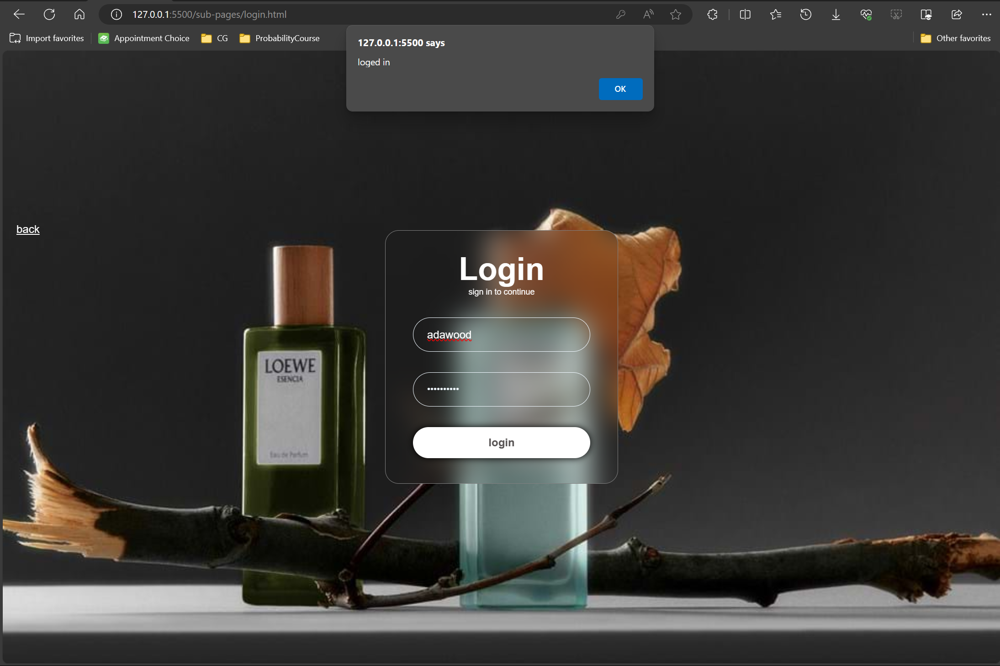 127.0.0.1:5500/sub-pages/login.html
Import favorites
Appointment Choice
CG
ProbabilityCourse
Other favorites
127.0.0.1:5500 says
loged in
OK
back
Login
sign in to continue
adawood
••••••••••
login
LOEWE
ESENCIA
Eau de Parfum